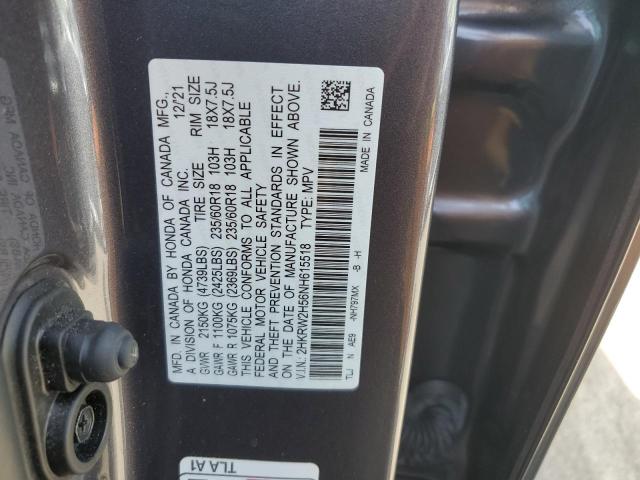 MFD. IN CANADA BY HONDA OF CANADA MFG.,
A DIVISION OF HONDA CANADA INC. 12/21
TIRE SIZE RIM SIZE
GVWR 2150KG (4739LBS)
GAWR F 1100KG (2425LBS) 235/60R18 103H 18X7.5J
GAWR R 1075KG (2369LBS) 235/60R18 103H 18X7.5J
THIS VEHICLE CONFORMS TO ALL APPLICABLE
FEDERAL MOTOR VEHICLE SAFETY
AND THEFT PREVENTION STANDARDS IN EFFECT
ON THE DATE OF MANUFACTURE SHOWN ABOVE.
V.I.N.: 2HKRW2H56NH615518 TYPE: MPV
TLJ N AE9 -NH797MX -B -H MADE IN CANADA
TLA A1